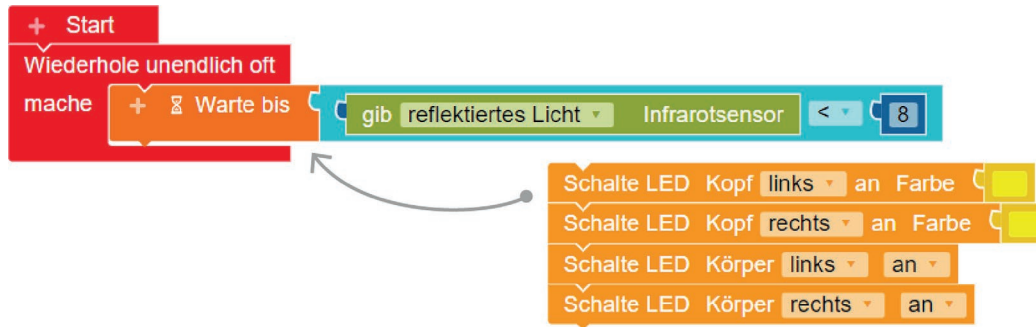 + Start
Wiederhole unendlich oft
mache + Warte bis gib reflektiertes Licht Infrarotsensor < 8
Schalte LED Kopf links an Farbe
Schalte LED Kopf rechts an Farbe
Schalte LED Körper links an
Schalte LED Körper rechts an